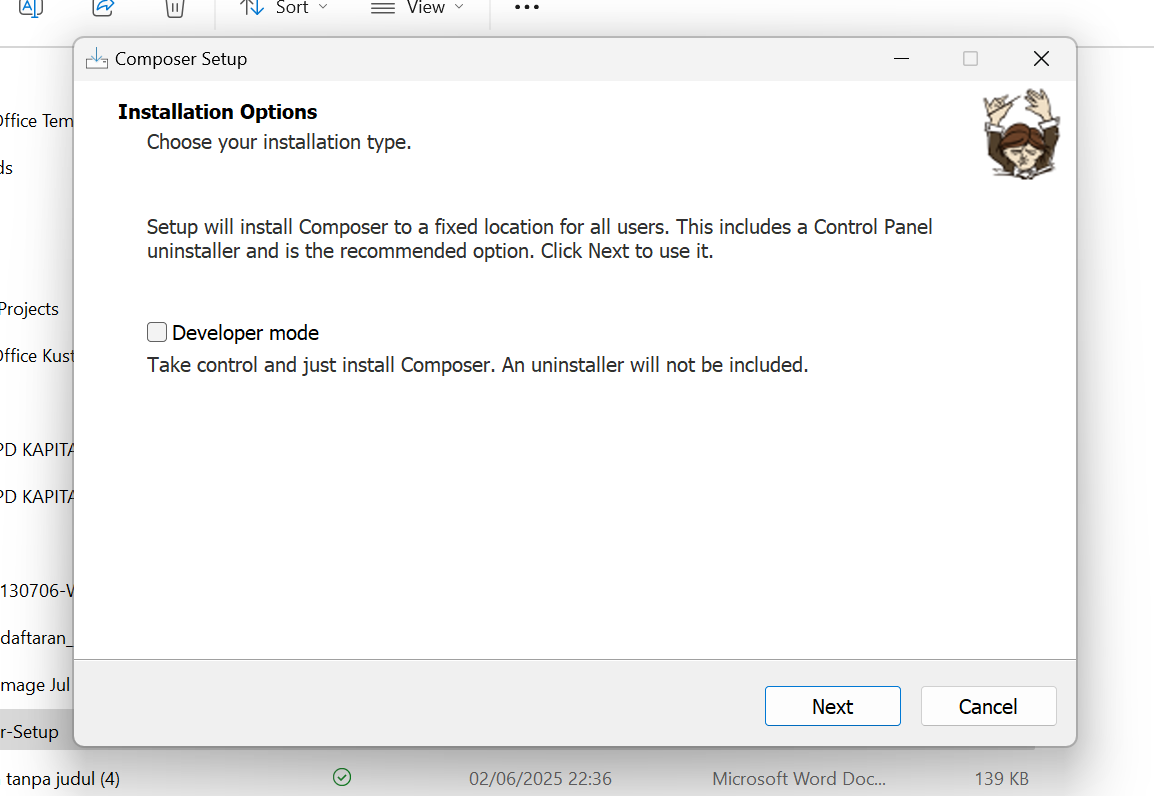 Sort
View
Composer Setup
Installation Options
Choose your installation type.
Office Tem
ds
Setup will install Composer to a fixed location for all users. This includes a Control Panel
uninstaller and is the recommended option. Click Next to use it.
Projects
Developer mode
Office Kust
Take control and just install Composer. An uninstaller will not be included.
PD KAPITA
PD KAPITA
130706-V
daftaran_
mage Jul
Next
Cancel
r-Setup
tanpa judul (4)
02/06/2025 22:36
Microsoft Word Doc...
139 KB